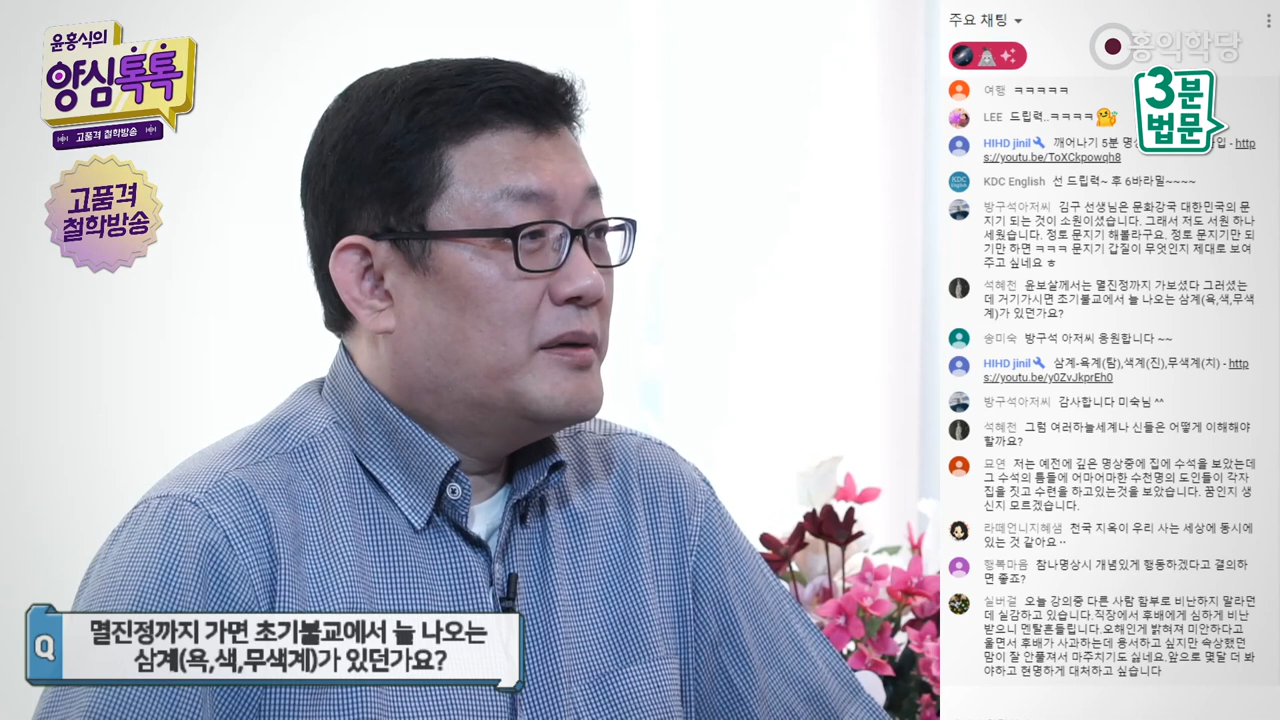 윤홍식의
양심톡톡
고품격 철학방송
고품격
철학방송
주요 채팅
홍익학당
3분
법문
여행 ㅋㅋㅋㅋㅋ
LEE 드립력..ㅋㅋㅋㅋ
HIHD jinil 깨어나기 5분 명 입 - http
s://youtu.be/ToXCkpowqh8
KDC English 선 드립력~ 후 6바라밀~~~~
방구석아저씨 김구 선생님은 문화강국 대한민국의 문
지기 되는 것이 소원이셨습니다. 그래서 저도 서원 하나
세웠습니다. 정토 문지기 해볼라구요. 정토 문지기만 되
기만 하면 ㅋㅋㅋ 문지기 갑질이 무엇인지 제대로 보여
주고 싶네요 ㅎ
석혜전 윤보살께서는 멸진정까지 가보셨다 그러셨는
데 거기가시면 초기불교에서 늘 나오는 삼계(욕,색,무색
계)가 있던가요?
송미숙 방구석 아저씨 응원합니다 ~~
HIHD jinil 삼계-욕계(탐),색계(진),무색계(치) - http
s://youtu.be/y0ZvJkprEh0
방구석아저씨 감사합니다 미숙님 ^^
석혜전 그럼 여러하늘세계나 신들은 어떻게 이해해야
할까요?
묘연 저는 예전에 깊은 명상중에 집에 수석을 보았는데
그 수석의 틈들에 어마어마한 수천명의 도인들이 각자
집을 짓고 수련을 하고있는것을 보았습니다. 꿈인지 생
신지 모르겠습니다.
라떼언니지혜샘 천국 지옥이 우리 사는 세상에 동시에
있는 것 같아요 ··
행복마음 참나명상시 개념있게 행동하겠다고 결의하
면 좋죠?
실버걸 오늘 강의중 다른 사람 함부로 비난하지 말라던
데 실감하고 있습니다.직장에서 후배에게 심하게 비난
받으니 멘탈흔들립니다.오해인게 밝혀져 미안하다고
울면서 후배가 사과하는데 용서하고 싶지만 속상했던
맘이 잘 안풀져서 마주치기도 싫네요.앞으로 몇달 더 봐
야하고 현명하게 대처하고 싶습니다
Q
멸진정까지 가면 초기불교에서 늘 나오는
삼계(욕,색,무색계)가 있던가요?